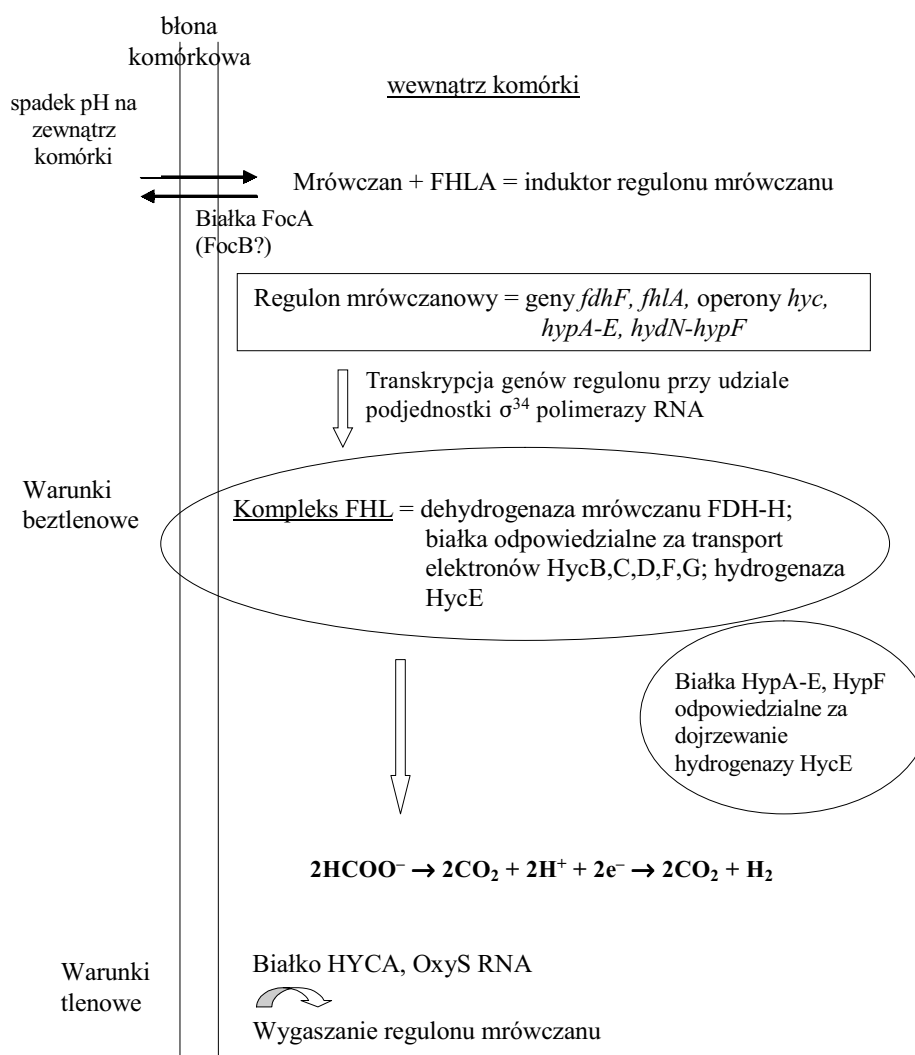 błona
komórkowa
wewnątrz komórki
spadek pH na
zewnątrz
komórki
Mrówczan + FHLA = induktor regulonu mrówczanu
Białka FocA
(FocB?)
Regulon mrówczanowy = geny fdhF, fhlA, operony hyc,
hypA-E, hydN-hypF
Transkrypcja genów regulonu przy udziale
podjednostki σ³⁴ polimerazy RNA
Warunki
beztlenowe
Kompleks FHL = dehydrogenaza mrówczanu FDH-H;
białka odpowiedzialne za transport
elektronów HycB,C,D,F,G; hydrogenaza
HycE
Białka HypA-E, HypF
odpowiedzialne za
dojrzewanie
hydrogenazy HycE
2HCOO⁻ → 2CO₂ + 2H⁺ + 2e⁻ → 2CO₂ + H₂
Warunki
tlenowe
Białko HYCA, OxyS RNA
Wygaszanie regulonu mrówczanu